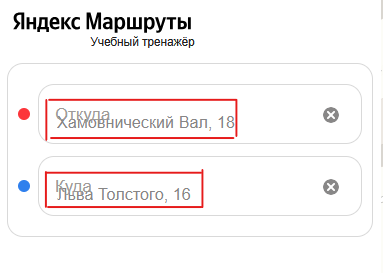 Яндекс Маршруты
Учебный тренажёр
Откуда
Хамовнический Вал, 18
Куда
Льва Толстого, 16